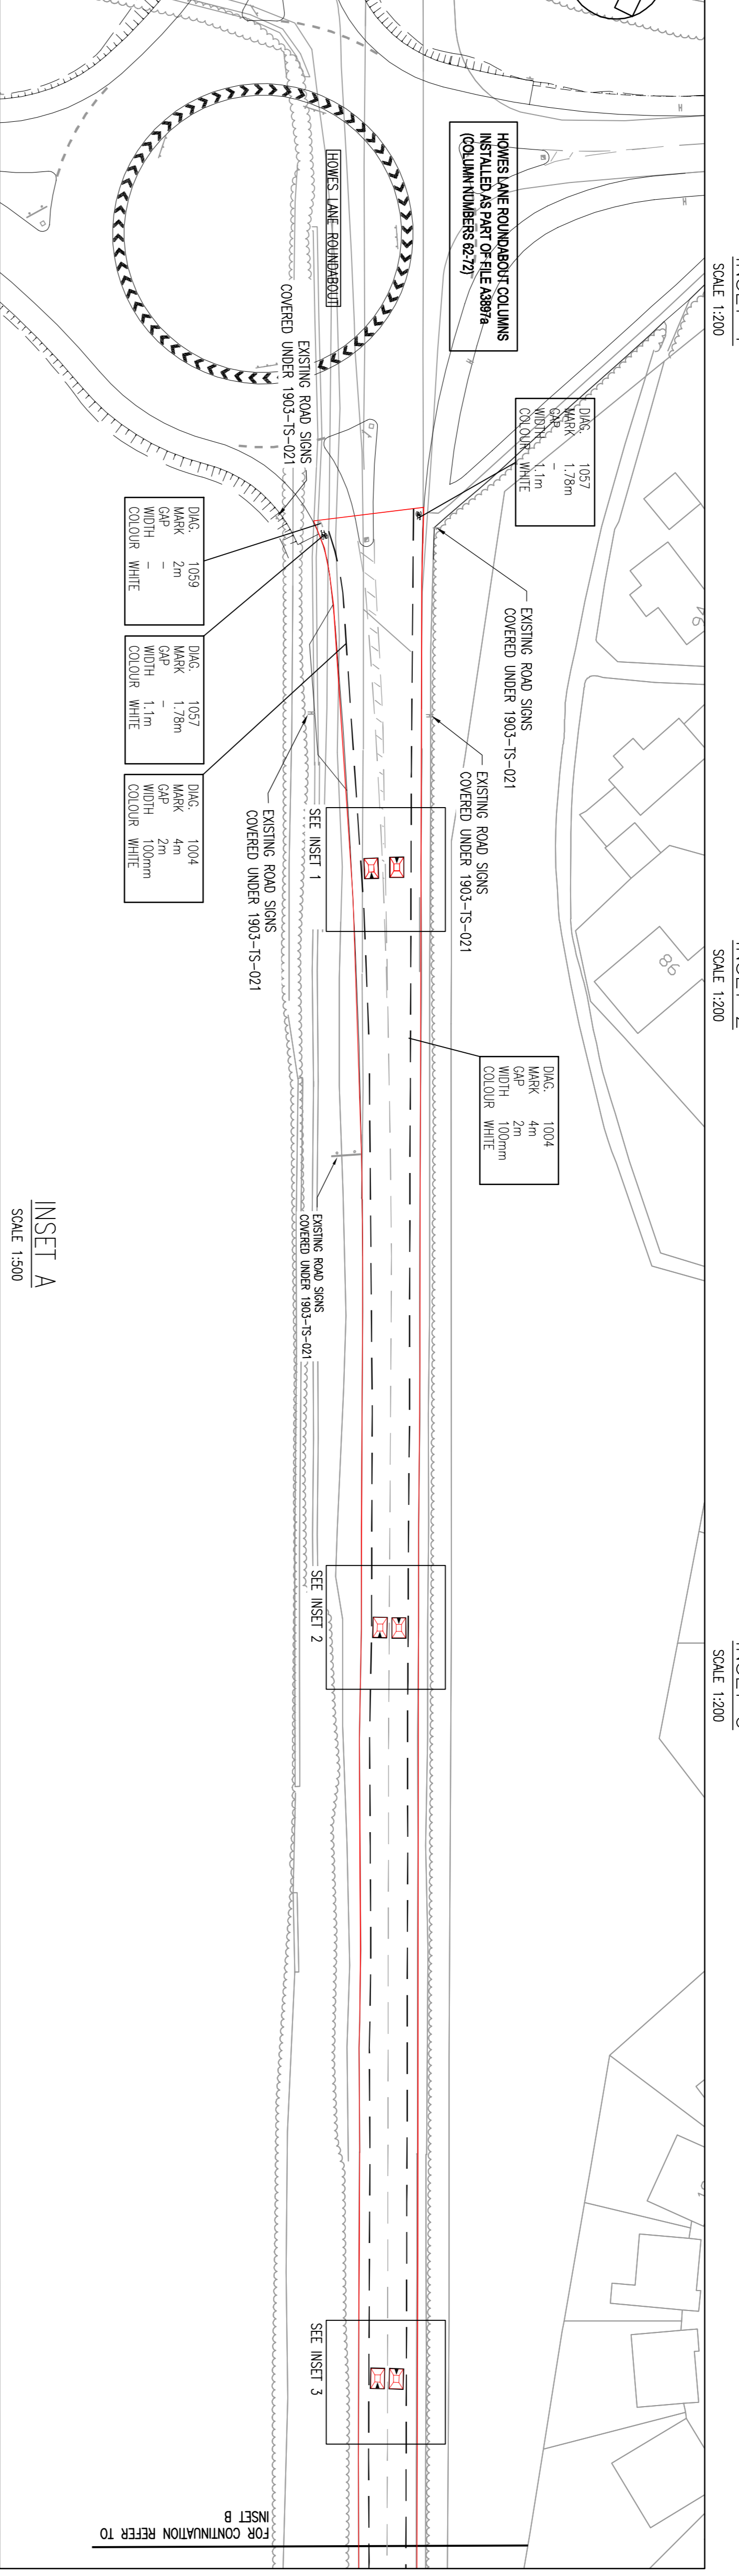 SCALE 1:200
SCALE 1:200
SCALE 1:200
HOWES LANE ROUNDABOUT COLUMNS
INSTALLED AS PART OF FILE A3897a
(COLUMN NUMBERS 62-72)
HOWES LANE ROUNDABOUT
EXISTING ROAD SIGNS
COVERED UNDER 1903-TS-021
DIAG. 1057
MARK 1.78m
GAP –
WIDTH 1.1m
COLOUR WHITE
EXISTING ROAD SIGNS
COVERED UNDER 1903-TS-021
EXISTING ROAD SIGNS
COVERED UNDER 1903-TS-021
DIAG. 1059
MARK 2m
GAP –
WIDTH –
COLOUR WHITE
DIAG. 1057
MARK 1.78m
GAP –
WIDTH 1.1m
COLOUR WHITE
DIAG. 1004
MARK 4m
GAP 2m
WIDTH 100mm
COLOUR WHITE
EXISTING ROAD SIGNS
COVERED UNDER 1903-TS-021
SEE INSET 1
86
DIAG. 1004
MARK 4m
GAP 2m
WIDTH 100mm
COLOUR WHITE
EXISTING ROAD SIGNS
COVERED UNDER 1903-TS-021
INSET A
SCALE 1:500
SEE INSET 2
SEE INSET 3
FOR CONTINUATION REFER TO
INSET B